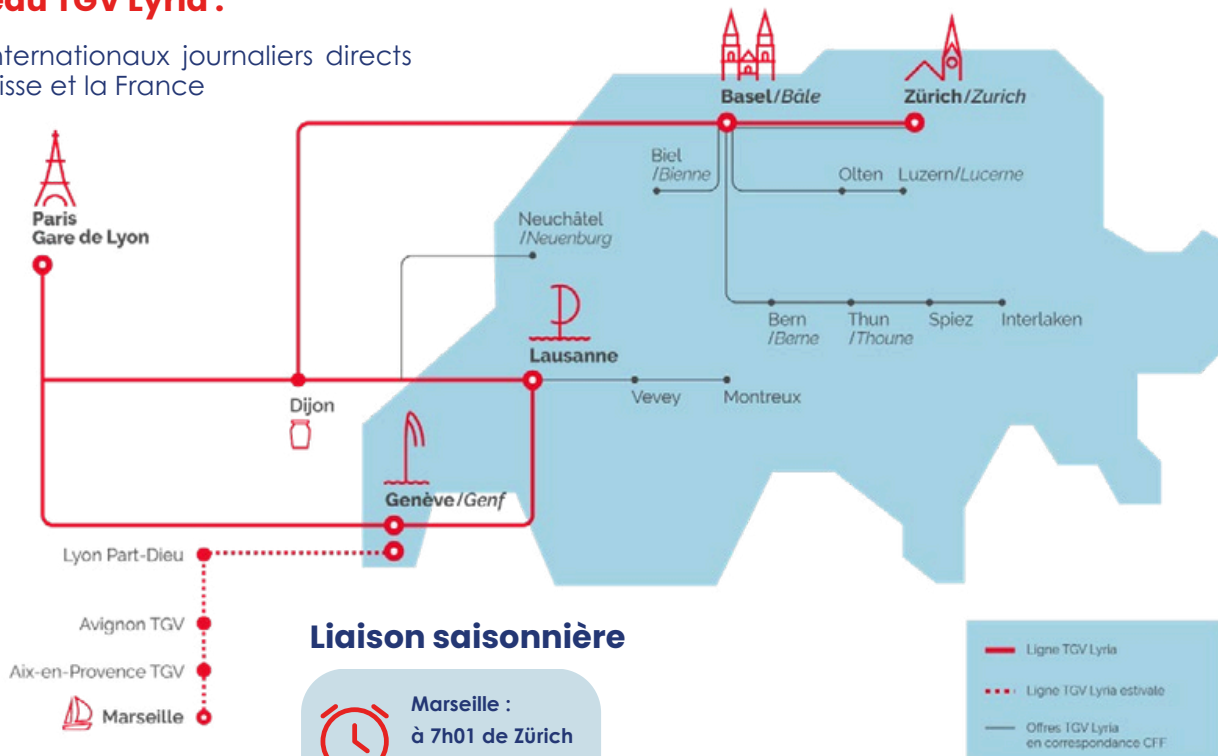 TGV Lyria :
internationaux journaliers directs
et la France
Basel/Bâle
Zürich/Zurich
Biel
/Bienne
Olten
Luzern/Lucerne
Paris
Gare de Lyon
Neuchâtel
/Neuenburg
Bern
/Berne
Thun
/Thoune
Spiez
Interlaken
Lausanne
Dijon
Vevey
Montreux
Genève/Genf
Lyon Part-Dieu
Avignon TGV
Aix-en-Provence TGV
Marseille
Liaison saisonnière
Marseille :
à 7h01 de Zürich
Ligne TGV Lyria
Ligne TGV Lyria estivale
Offres TGV Lyria
en correspondance CFF